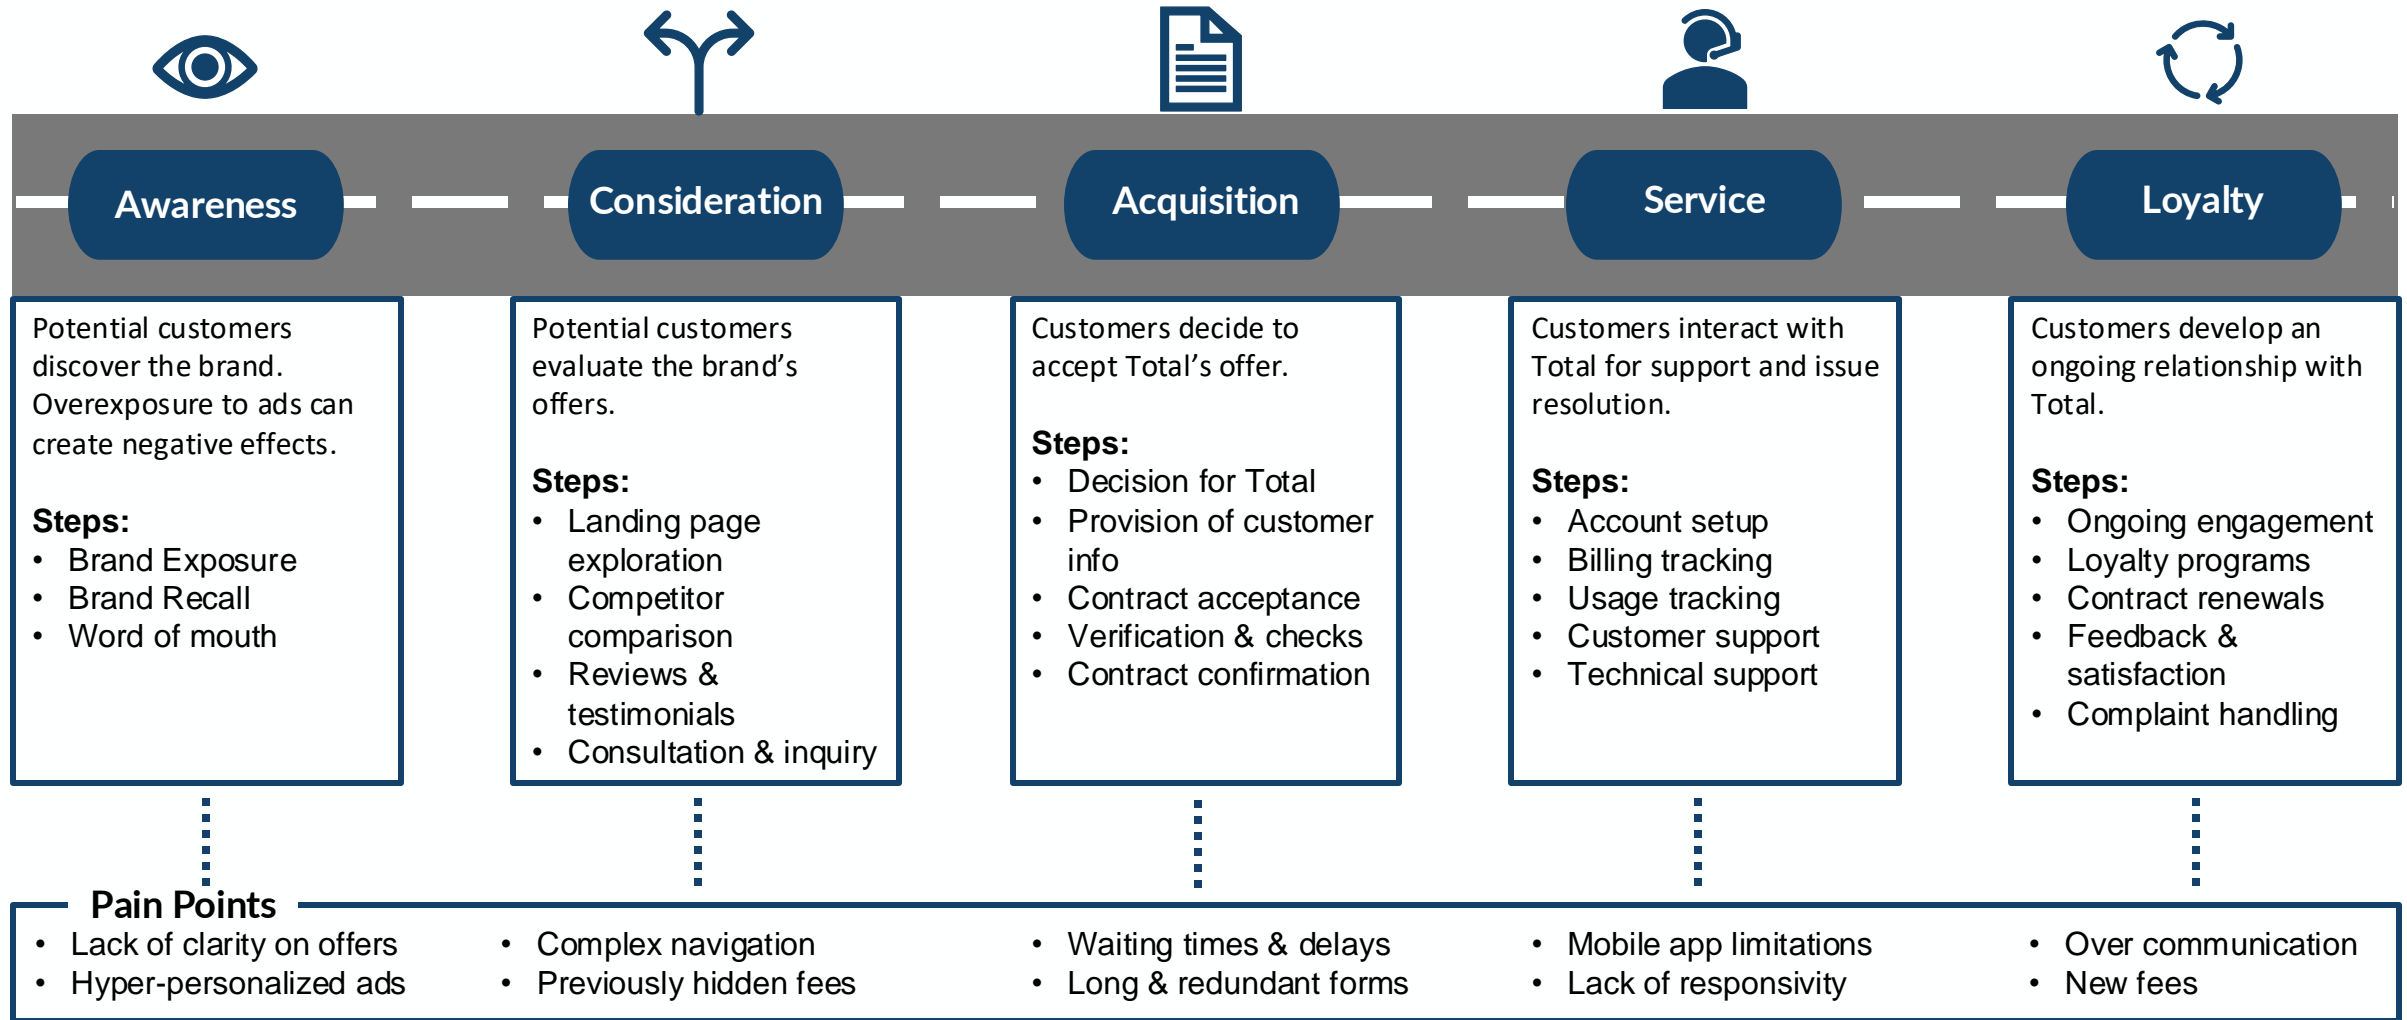 Awareness
Consideration
Acquisition
Service
Loyalty
Potential customers
discover the brand.
Overexposure to ads can
create negative effects.
Steps:
• Brand Exposure
• Brand Recall
• Word of mouth
Potential customers
evaluate the brand’s
offers.
Steps:
• Landing page
exploration
• Competitor
comparison
• Reviews &
testimonials
• Consultation & inquiry
Customers decide to
accept Total’s offer.
Steps:
• Decision for Total
• Provision of customer
info
• Contract acceptance
• Verification & checks
• Contract confirmation
Customers interact with
Total for support and issue
resolution.
Steps:
• Account setup
• Billing tracking
• Usage tracking
• Customer support
• Technical support
Customers develop an
ongoing relationship with
Total.
Steps:
• Ongoing engagement
• Loyalty programs
• Contract renewals
• Feedback &
satisfaction
• Complaint handling
Pain Points
• Lack of clarity on offers
• Hyper-personalized ads
• Complex navigation
• Previously hidden fees
• Waiting times & delays
• Long & redundant forms
• Mobile app limitations
• Lack of responsivity
• Over communication
• New fees